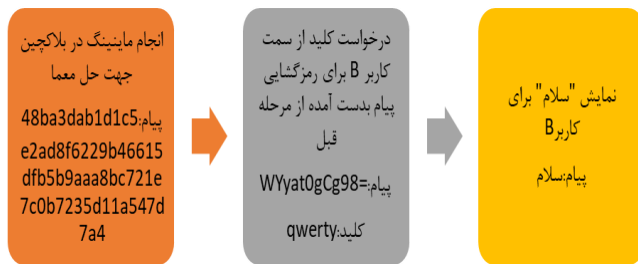 انجام ماینینگ در بلاکچین
جهت حل معما
پیام:48ba3dab1d1c5
e2ad8f6229b46615
dfb5b9aaa8bc721e
7c0b7235d11a547d
7a4
درخواست کلید از سمت
کاربر B برای رمزگشایی
پیام بدست آمده از مرحله
قبل
پیام:=WYyat0gCg98
کلید:qwerty
نمایش "سلام" برای
کاربرB
پیام:سلام